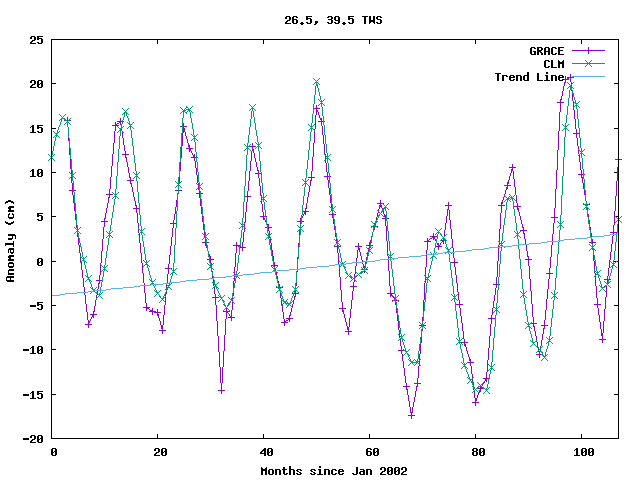 26.5, 39.5 TWS
GRACE
CLM
Trend Line
25
20
15
10
5
0
-5
-10
-15
-20
Anomaly (cm)
0 20 40 60 80 100
Months since Jan 2002